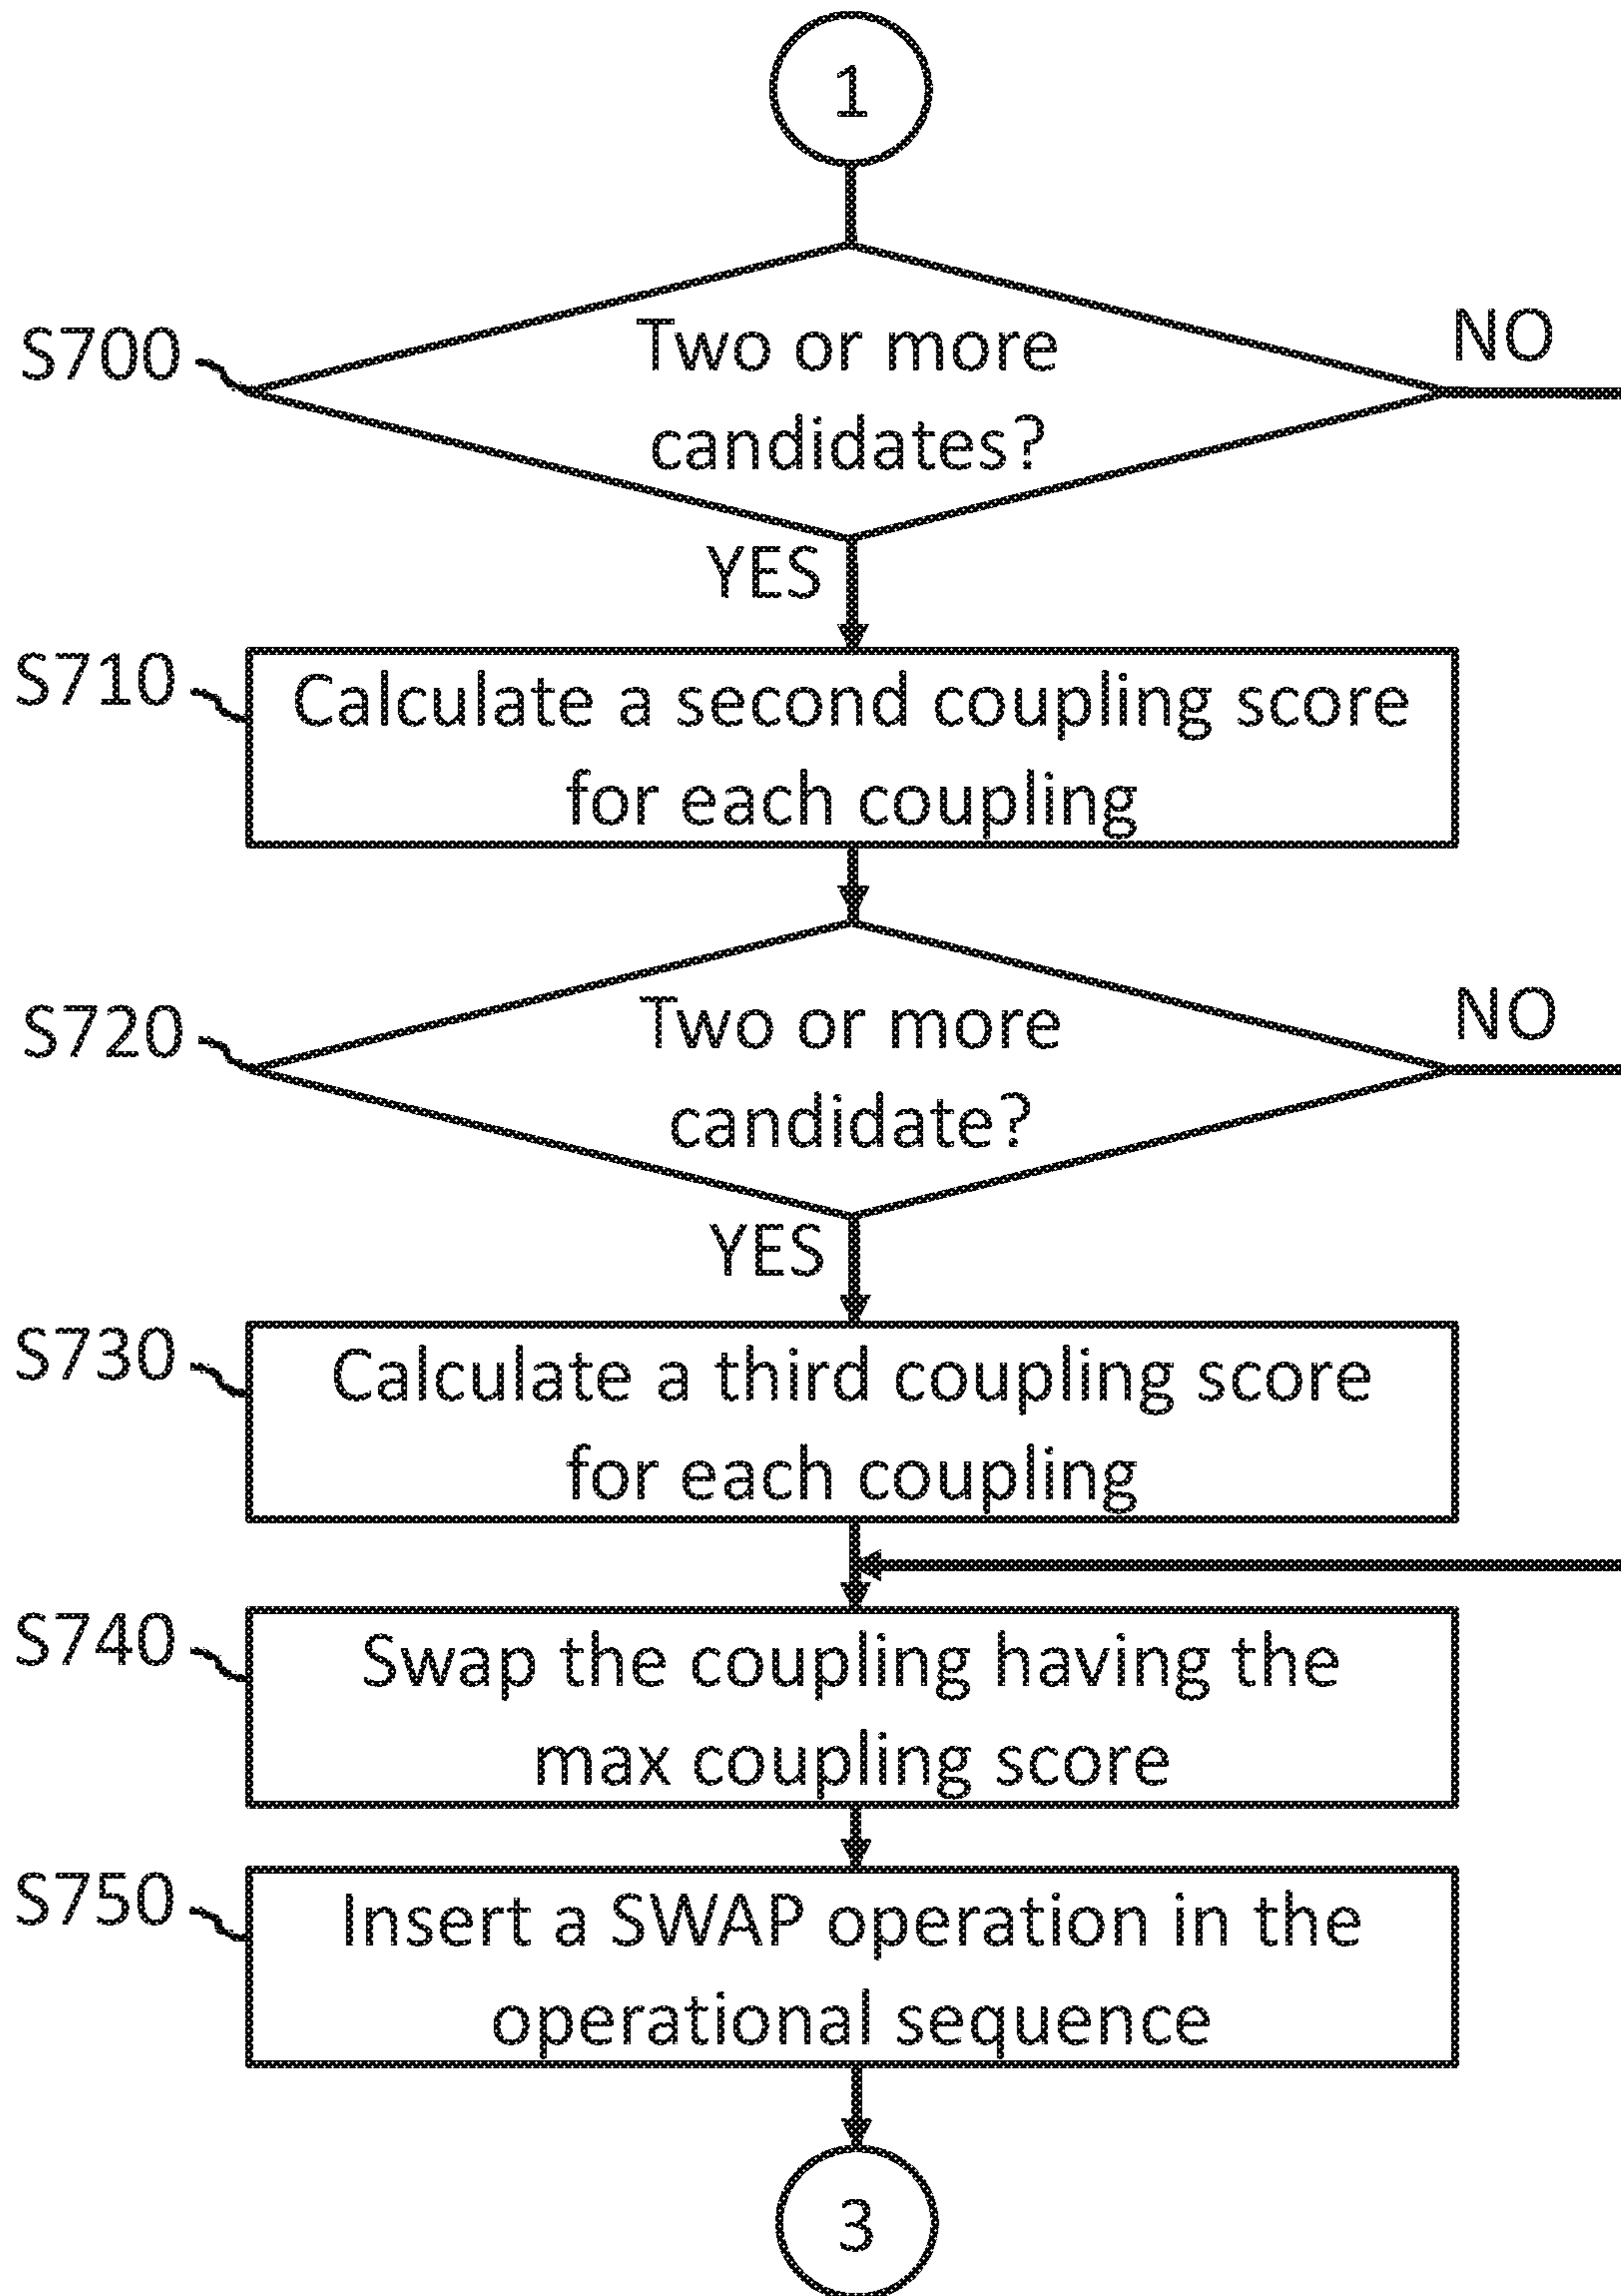 1
S700
Two or more
candidates?
NO
YES
S710
Calculate a second coupling score
for each coupling
S720
Two or more
candidate?
NO
YES
S730
Calculate a third coupling score
for each coupling
S740
Swap the coupling having the
max coupling score
S750
Insert a SWAP operation in the
operational sequence
3